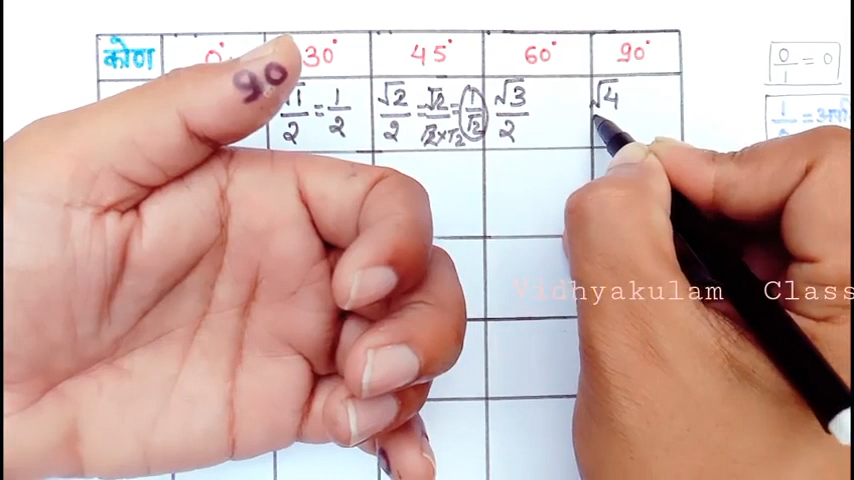 कोण 0° 30° 45° 60° 90°
√1/2 = 1/2 √2/2 √2/√2×√2 = 1/√2 √3/2 √4
90
0/1 = 0
1/ =
Vidhyakulam Class